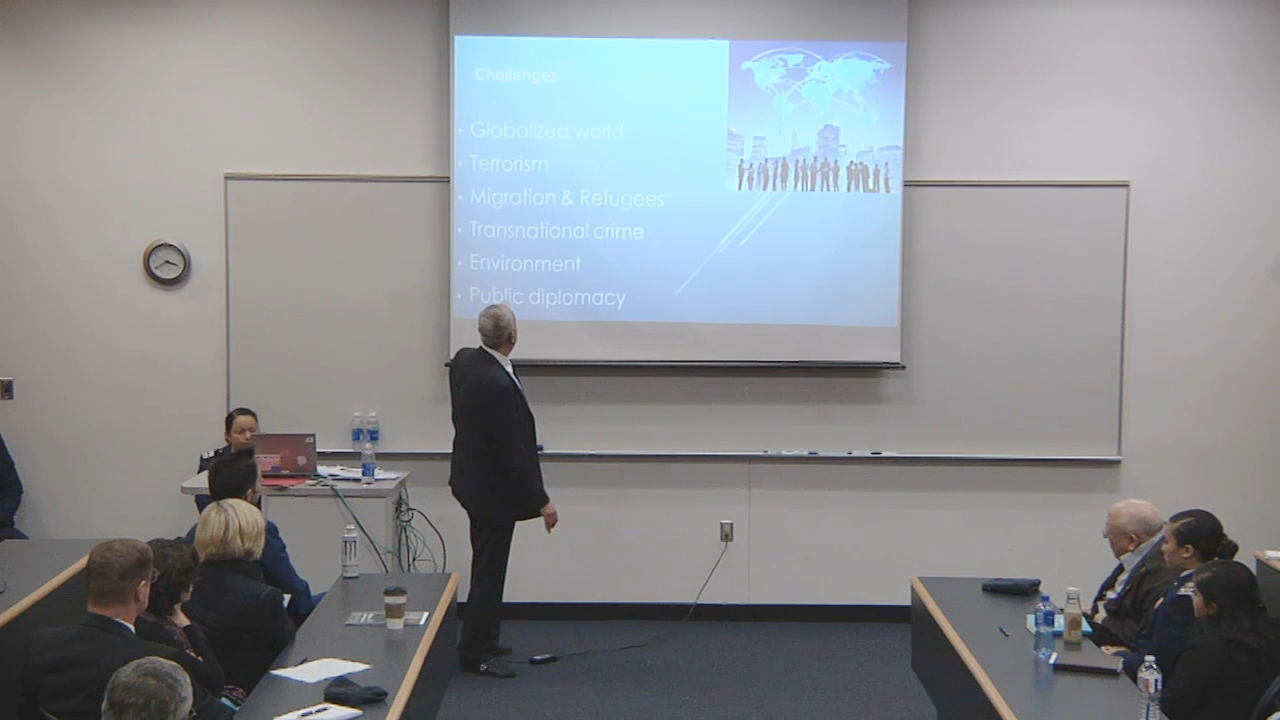 Challenges
• Globalized world
• Terrorism
• Migration & Refugees
• Transnational crime
• Environment
• Public diplomacy